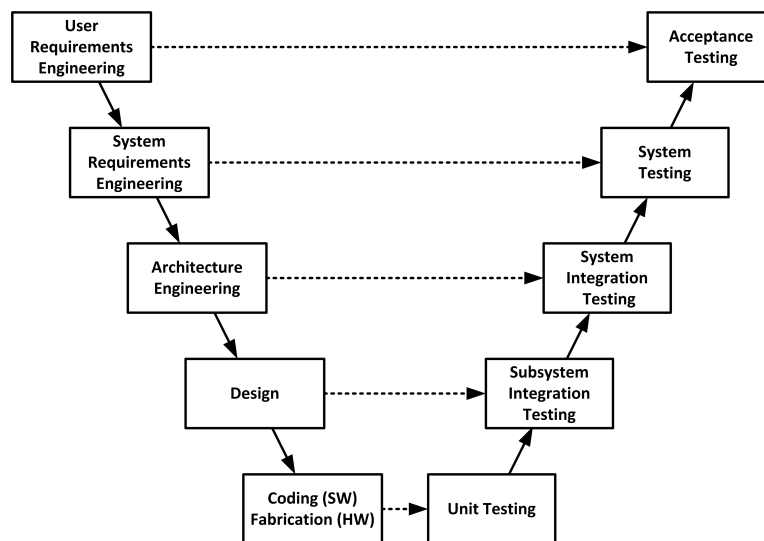 User
Requirements
Engineering
Acceptance
Testing
System
Requirements
Engineering
System
Testing
Architecture
Engineering
System
Integration
Testing
Design
Subsystem
Integration
Testing
Coding (SW)
Fabrication (HW)
Unit Testing